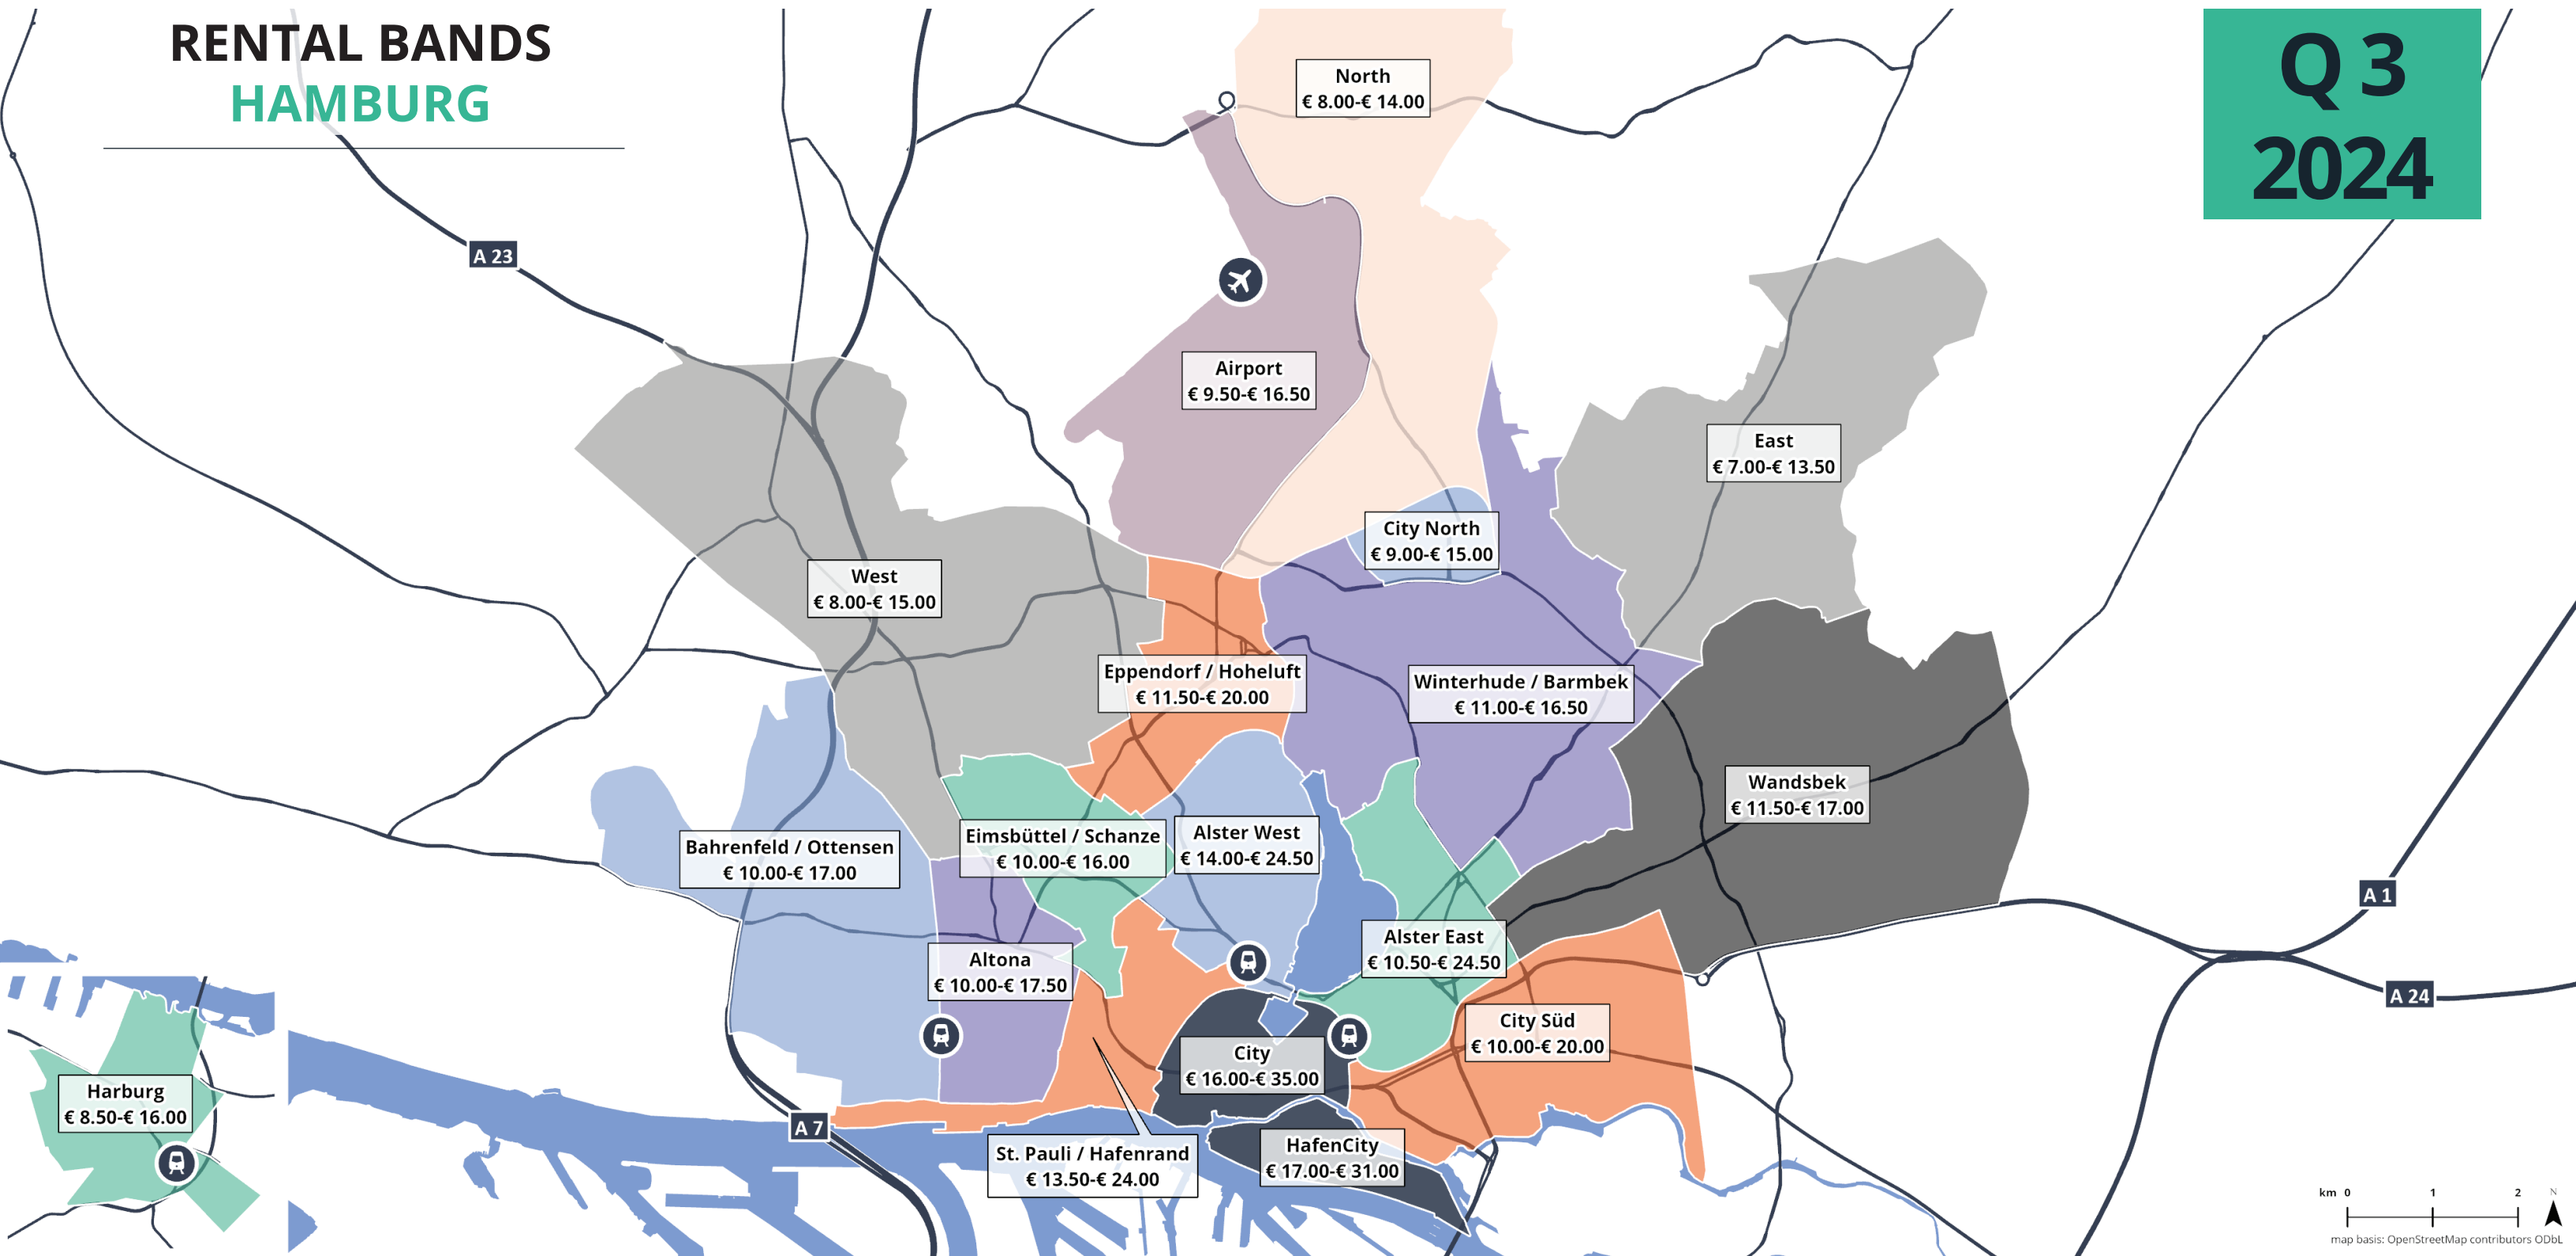 RENTAL BANDS
HAMBURG
Q 3
2024
North
€ 8.00-€ 14.00
A 23
Airport
€ 9.50-€ 16.50
East
€ 7.00-€ 13.50
City North
€ 9.00-€ 15.00
West
€ 8.00-€ 15.00
Eppendorf / Hoheluft
€ 11.50-€ 20.00
Winterhude / Barmbek
€ 11.00-€ 16.50
Wandsbek
€ 11.50-€ 17.00
Bahrenfeld / Ottensen
€ 10.00-€ 17.00
Eimsbüttel / Schanze
€ 10.00-€ 16.00
Alster West
€ 14.00-€ 24.50
A 1
Alster East
€ 10.50-€ 24.50
Altona
€ 10.00-€ 17.50
A 24
City Süd
€ 10.00-€ 20.00
City
€ 16.00-€ 35.00
Harburg
€ 8.50-€ 16.00
A 7
St. Pauli / Hafenrand
€ 13.50-€ 24.00
HafenCity
€ 17.00-€ 31.00
km 0 1 2 N
map basis: OpenStreetMap contributors ODbL